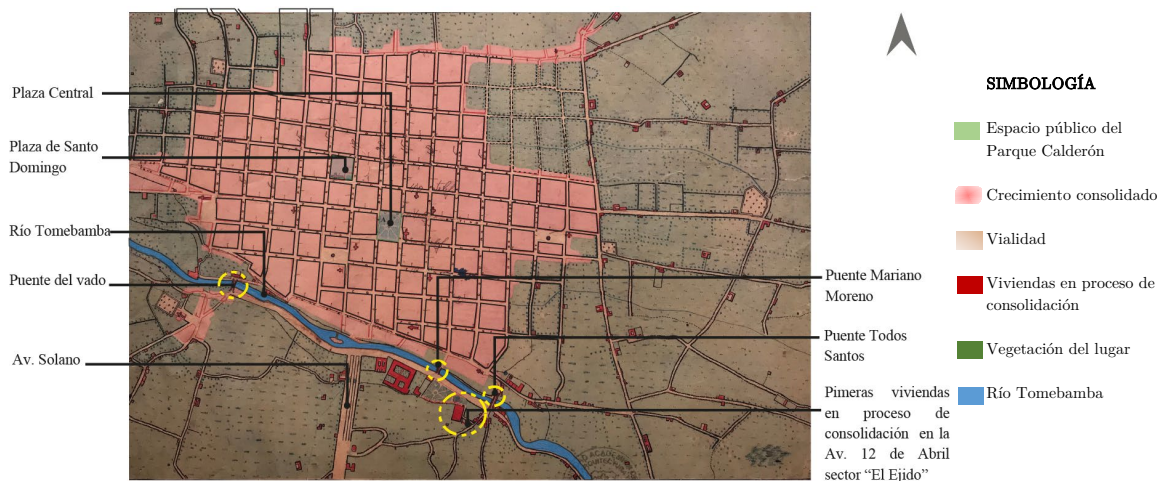 Plaza Central
Plaza de Santo
Domingo
Río Tomebamba
Puente del vado
Av. Solano
Puente Mariano
Moreno
Puente Todos
Santos
Pimeras viviendas
en proceso de
consolidación en la
Av. 12 de Abril
sector “El Ejido”
SIMBOLOGÍA
Espacio público del
Parque Calderón
Crecimiento consolidado
Vialidad
Viviendas en proceso de
consolidación
Vegetación del lugar
Río Tomebamba